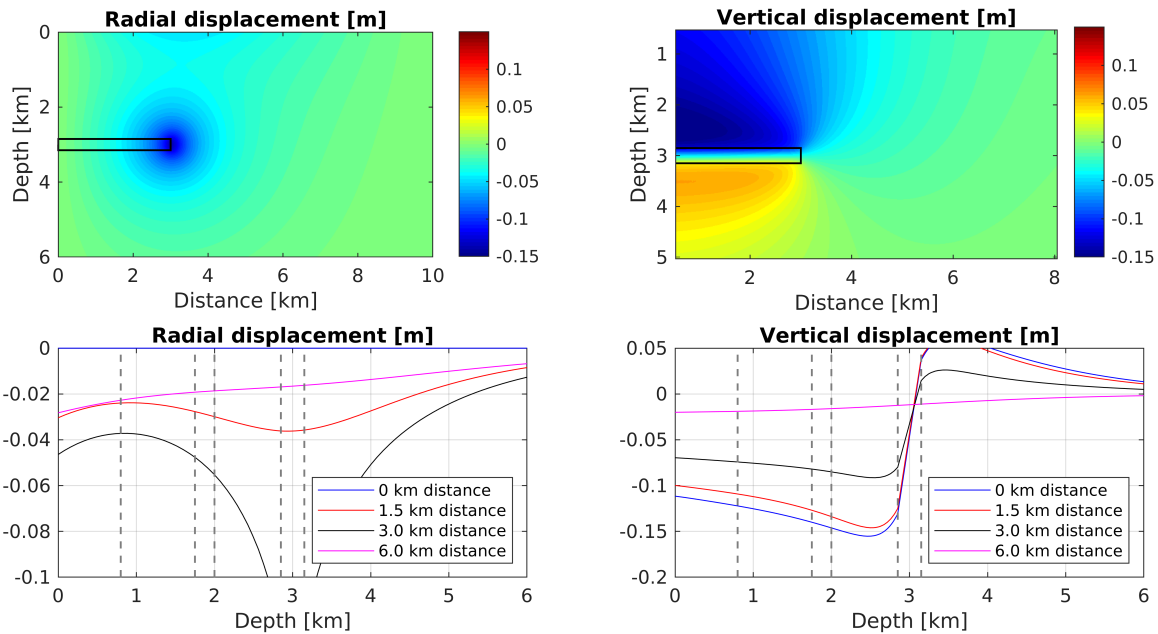 Radial displacement [m]
0
2
4
6
Depth [km]
0 2 4 6 8 10
Distance [km]
0.1
0.05
0
-0.05
-0.1
-0.15
Vertical displacement [m]
1
2
3
4
5
Depth [km]
2 4 6 8
Distance [km]
0.1
0.05
0
-0.05
-0.1
-0.15
Radial displacement [m]
0
-0.02
-0.04
-0.06
-0.08
-0.1
0 1 2 3 4 5 6
Depth [km]
0 km distance
1.5 km distance
3.0 km distance
6.0 km distance
Vertical displacement [m]
0.05
0
-0.05
-0.1
-0.15
-0.2
0 1 2 3 4 5 6
Depth [km]
0 km distance
1.5 km distance
3.0 km distance
6.0 km distance